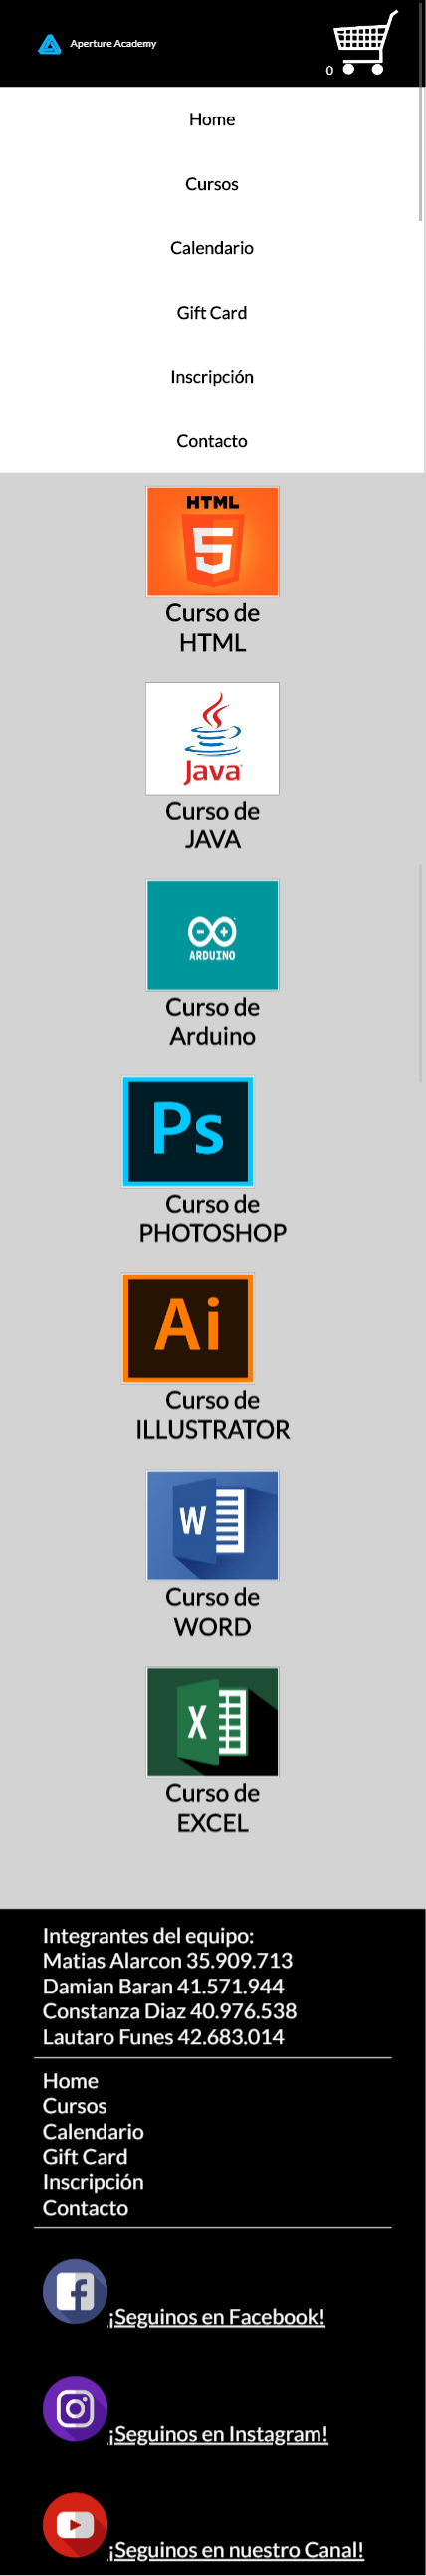 Aperture Academy
0
Home
Cursos
Calendario
Gift Card
Inscripción
Contacto
HTML
5
Curso de
HTML
Java
Curso de
JAVA
ARDUINO
Curso de
Arduino
Ps
Curso de
PHOTOSHOP
Ai
Curso de
ILLUSTRATOR
W
Curso de
WORD
X
Curso de
EXCEL
Integrantes del equipo:
Matias Alarcon 35.909.713
Damian Baran 41.571.944
Constanza Diaz 40.976.538
Lautaro Funes 42.683.014
Home
Cursos
Calendario
Gift Card
Inscripción
Contacto
¡Seguinos en Facebook!
¡Seguinos en Instagram!
¡Seguinos en nuestro Canal!